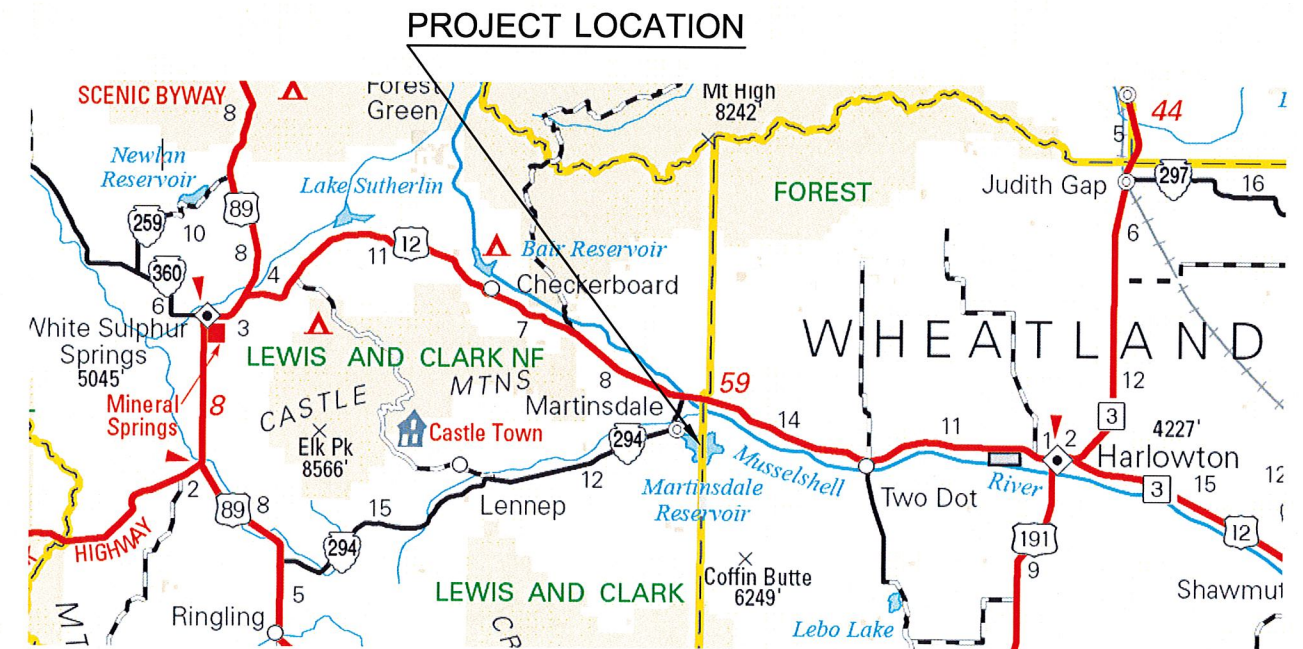 PROJECT LOCATION
SCENIC BYWAY
8
Forest
Green
Mt High
8242'
44
5
Newlan
Reservoir
Lake Sutherlin
FOREST
Judith Gap
297
16
259
10
89
8
11
12
Bair Reservoir
6
360
6
4
Checkerboard
White Sulphur
Springs
5045'
3
7
WHEATLAND
LEWIS AND CLARK NF
CASTLE
MTNS
8
59
12
Mineral
Springs
8
Martinsdale
14
11
3
4227'
Elk Pk
8566'
Castle Town
294
1
2
Harlowton
Musselshell
River
12
2
89
8
Lennep
12
Martinsdale
Reservoir
Two Dot
3
15
HIGHWAY
15
294
191
12
Coffin Butte
6249'
9
Shawmut
5
LEWIS AND CLARK
Ringling
MT
CR
Lebo Lake